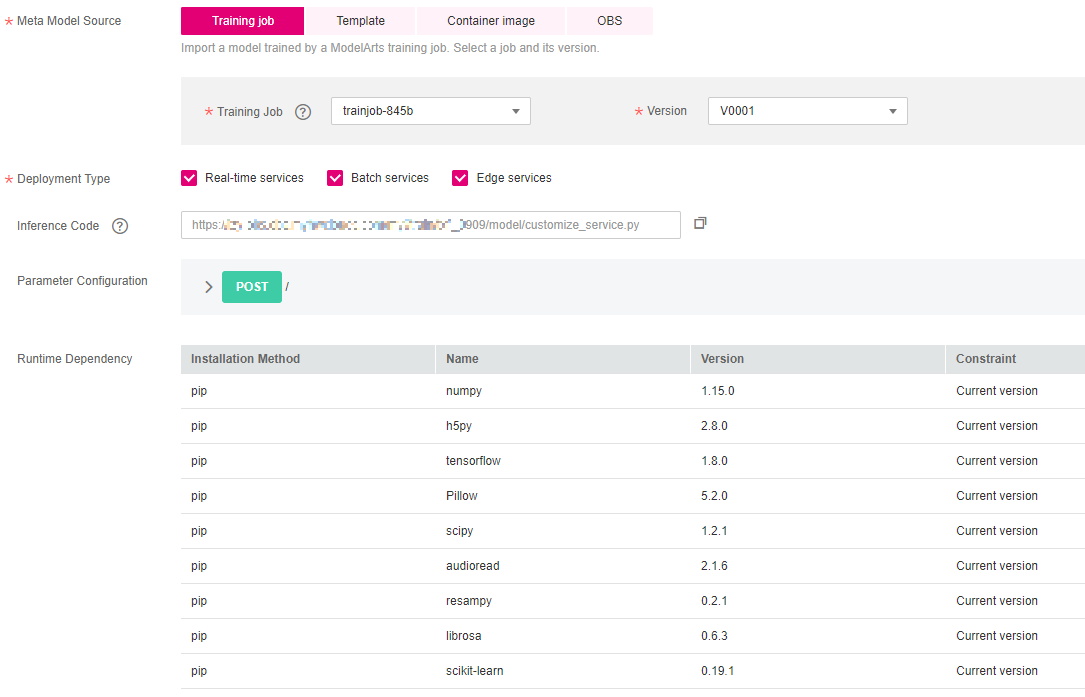 * Meta Model Source Training job Template Container image OBS
Import a model trained by a ModelArts training job. Select a job and its version.
* Training Job ? trainjob-845b * Version V0001
* Deployment Type Real-time services Batch services Edge services
Inference Code ? https:/ 909/model/customize_service.py
Parameter Configuration > POST /
Runtime Dependency Installation Method Name Version Constraint
pip numpy 1.15.0 Current version
pip h5py 2.8.0 Current version
pip tensorflow 1.8.0 Current version
pip Pillow 5.2.0 Current version
pip scipy 1.2.1 Current version
pip audioread 2.1.6 Current version
pip resampy 0.2.1 Current version
pip librosa 0.6.3 Current version
pip scikit-learn 0.19.1 Current version